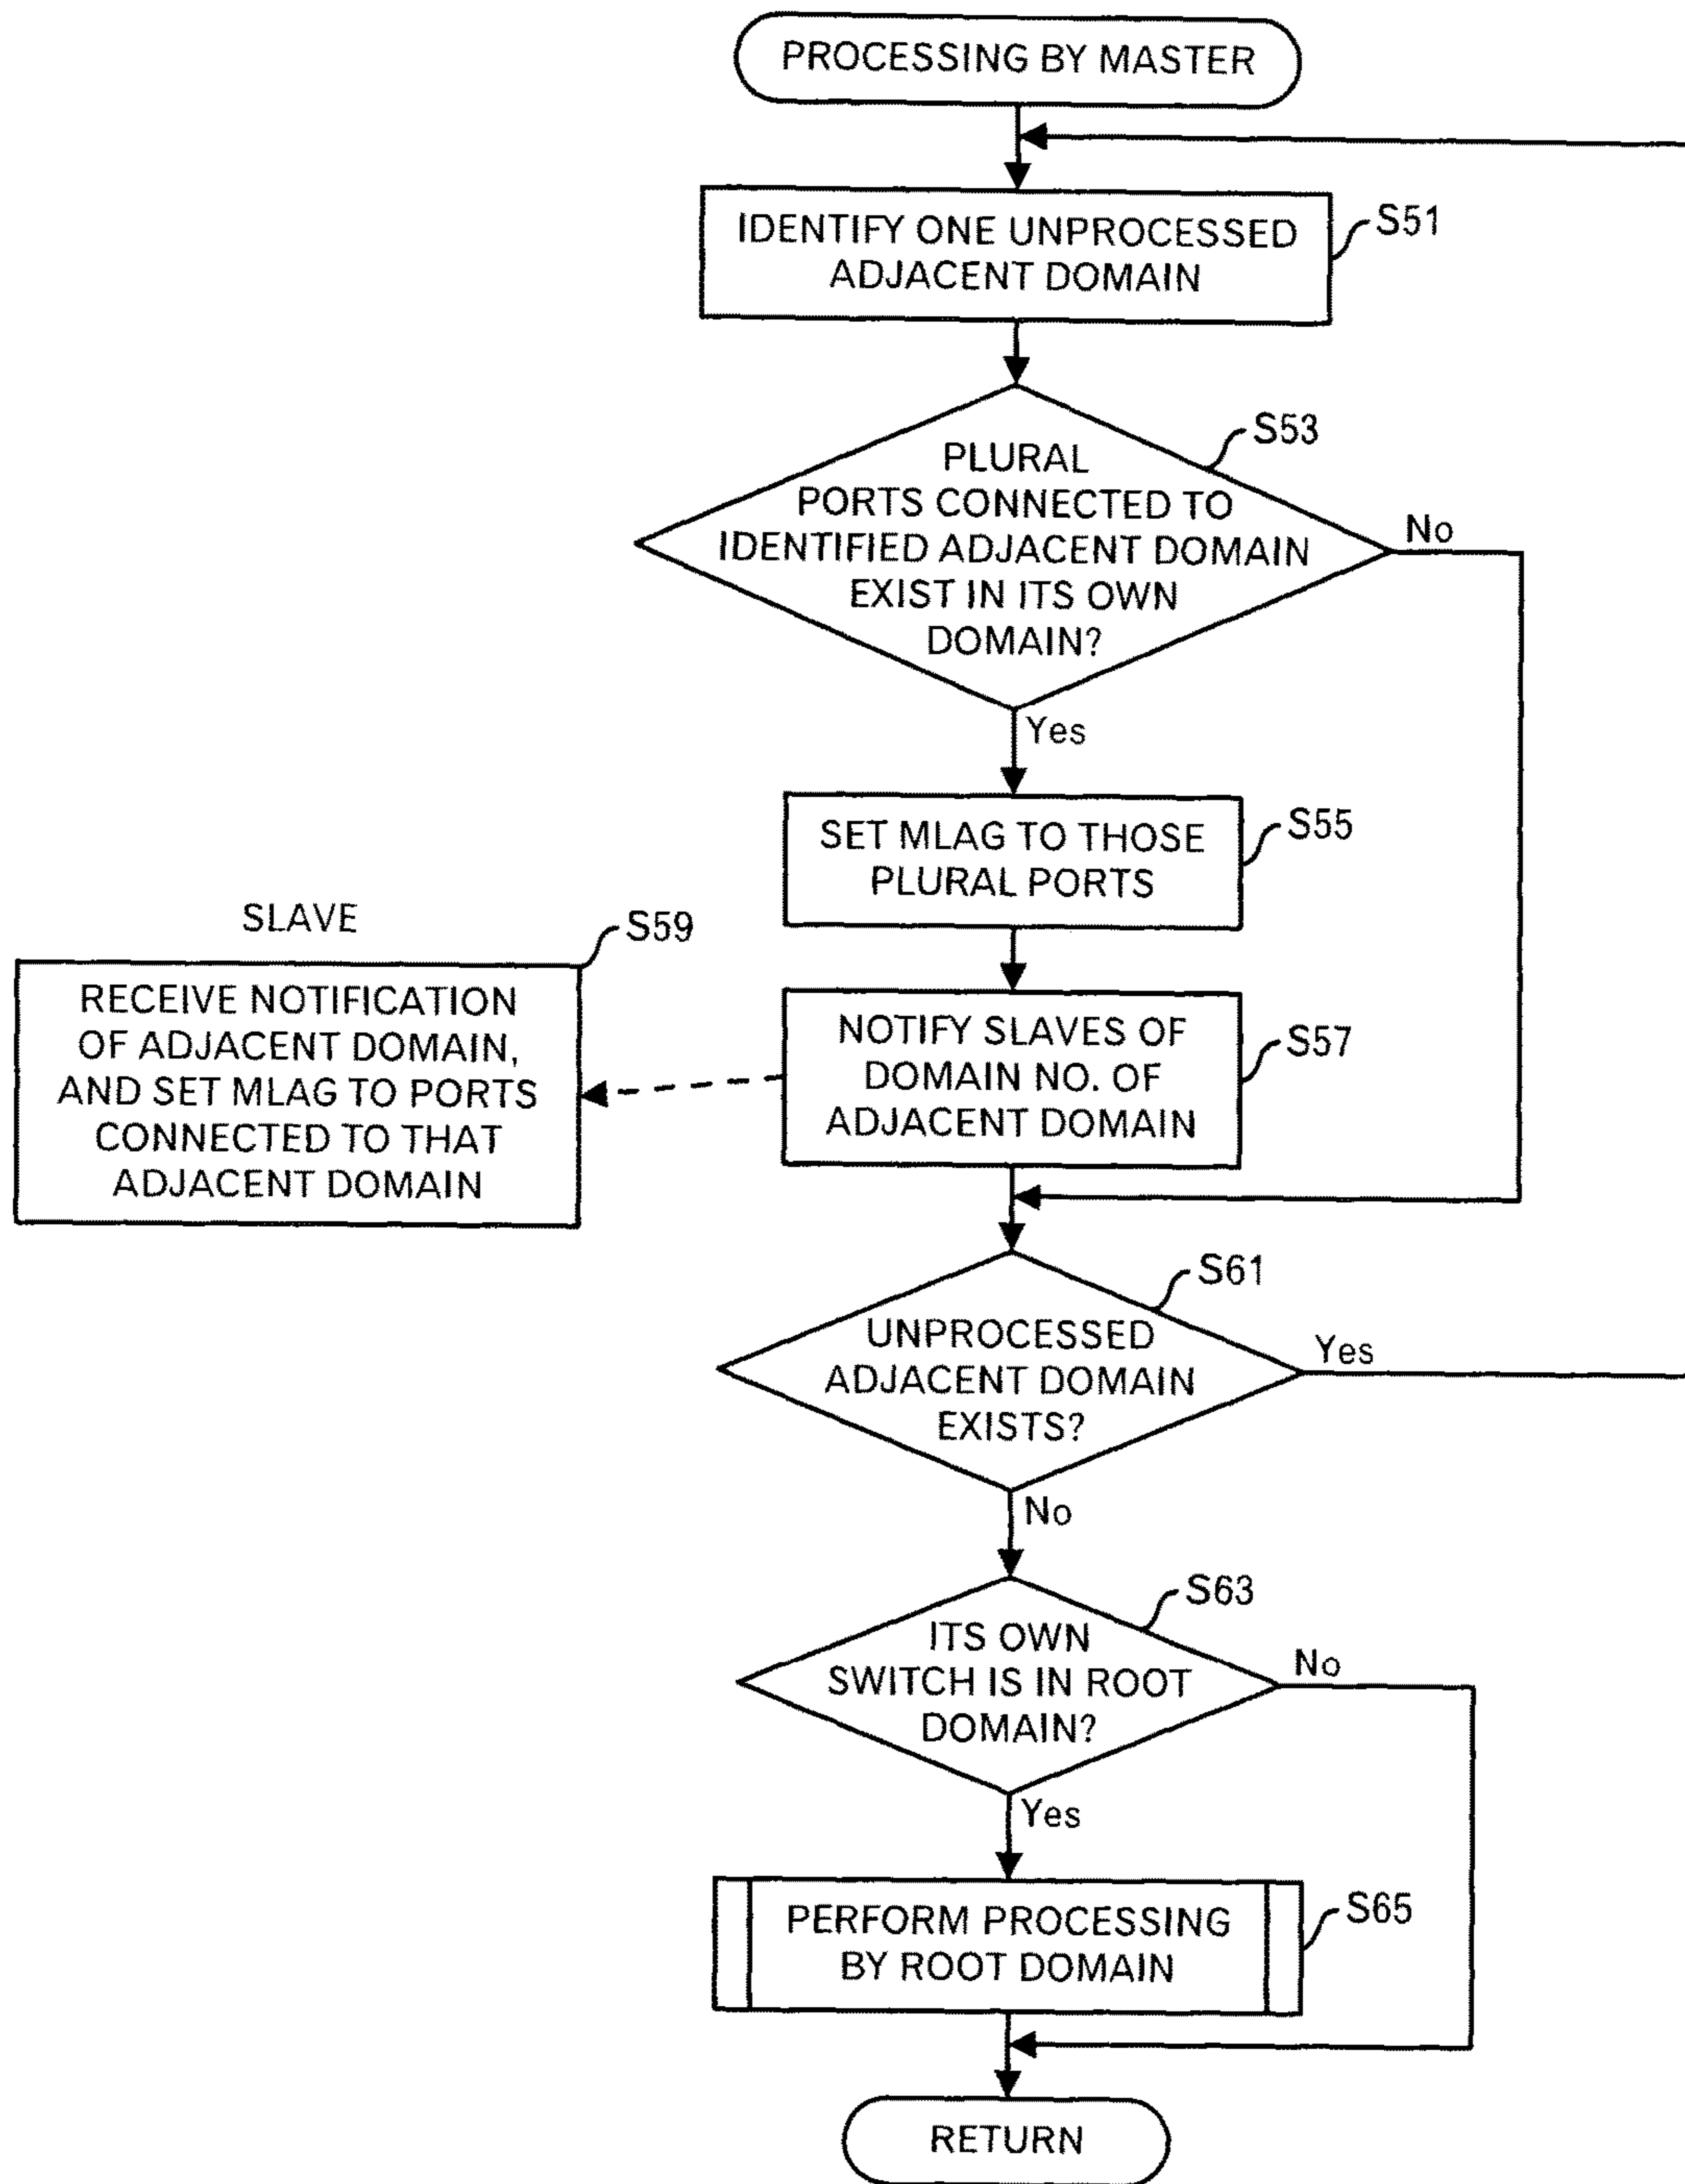 PROCESSING BY MASTER
IDENTIFY ONE UNPROCESSED
ADJACENT DOMAIN
S51
PLURAL
PORTS CONNECTED TO
IDENTIFIED ADJACENT DOMAIN
EXIST IN ITS OWN
DOMAIN?
S53
No
Yes
SET MLAG TO THOSE
PLURAL PORTS
S55
NOTIFY SLAVES OF
DOMAIN NO. OF
ADJACENT DOMAIN
S57
SLAVE
S59
RECEIVE NOTIFICATION
OF ADJACENT DOMAIN,
AND SET MLAG TO PORTS
CONNECTED TO THAT
ADJACENT DOMAIN
UNPROCESSED
ADJACENT DOMAIN
EXISTS?
S61
Yes
No
ITS OWN
SWITCH IS IN ROOT
DOMAIN?
S63
No
Yes
PERFORM PROCESSING
BY ROOT DOMAIN
S65
RETURN